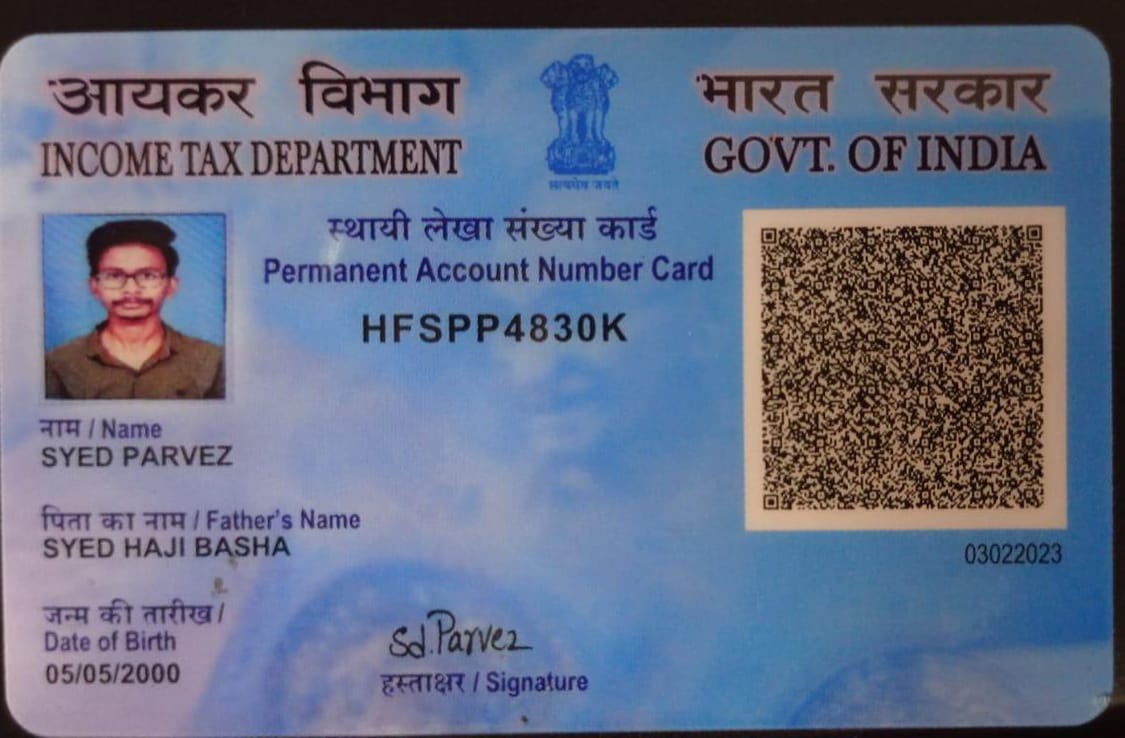 आयकर विभाग
INCOME TAX DEPARTMENT
सत्यमेव जयते
भारत सरकार
GOVT. OF INDIA
स्थायी लेखा संख्या कार्ड
Permanent Account Number Card
HFSPP4830K
नाम / Name
SYED PARVEZ
पिता का नाम / Father's Name
SYED HAJI BASHA
03022023
जन्म की तारीख /
Date of Birth
05/05/2000
Sd.Parvez
हस्ताक्षर / Signature